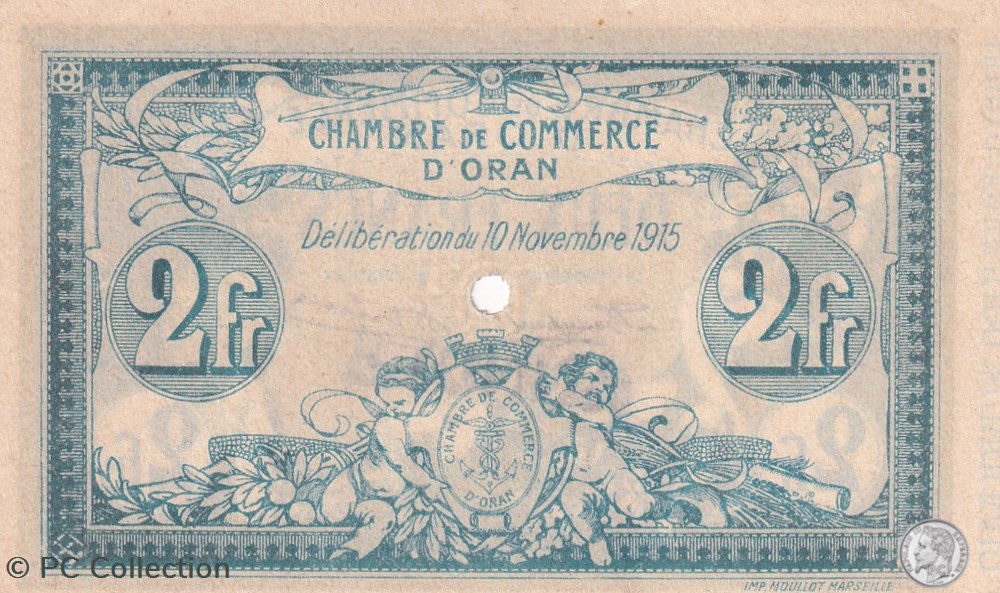 CHAMBRE DE COMMERCE
D'ORAN
Délibération du 10 Novembre 1915
2fr
2fr
CHAMBRE DE COMMERCE
D'ORAN
© PC Collection
IMP. MOULLOT MARSEILLE